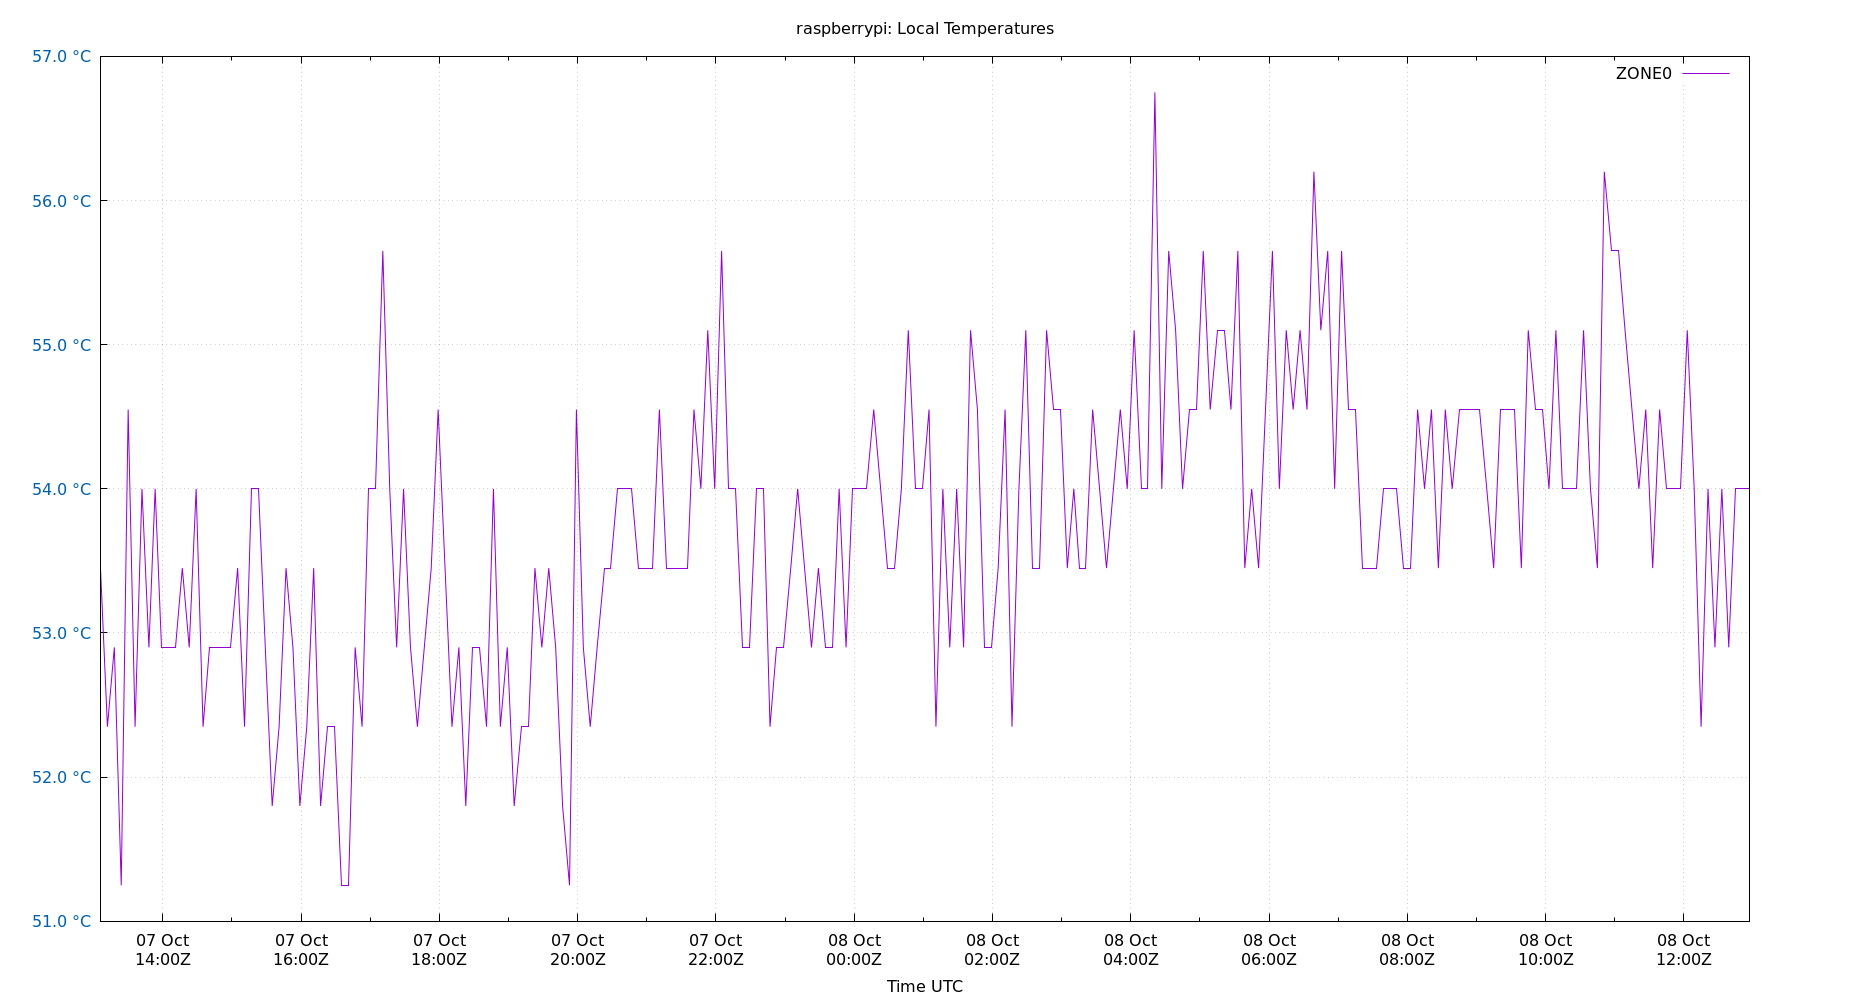 raspberrypi: Local Temperatures
57.0 °C
ZONE0
56.0 °C
55.0 °C
54.0 °C
53.0 °C
52.0 °C
51.0 °C
07 Oct 07 Oct 07 Oct 07 Oct 07 Oct 08 Oct 08 Oct 08 Oct 08 Oct 08 Oct 08 Oct 08 Oct
14:00Z 16:00Z 18:00Z 20:00Z 22:00Z 00:00Z 02:00Z 04:00Z 06:00Z 08:00Z 10:00Z 12:00Z
Time UTC